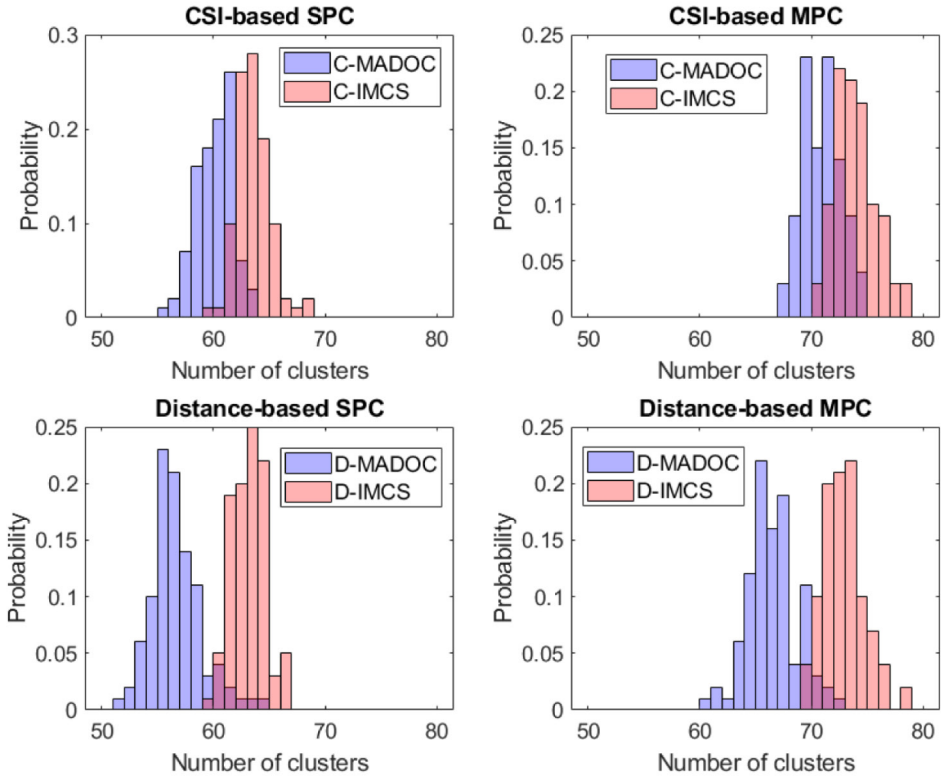 CSI-based SPC
0.3
0.2
0.1
0
Probability
C-MADOC
C-IMCS
50 60 70 80
Number of clusters
CSI-based MPC
0.25
0.2
0.15
0.1
0.05
0
Probability
C-MADOC
C-IMCS
50 60 70 80
Number of clusters
Distance-based SPC
0.25
0.2
0.15
0.1
0.05
0
Probability
D-MADOC
D-IMCS
50 60 70 80
Number of clusters
Distance-based MPC
0.25
0.2
0.15
0.1
0.05
0
Probability
D-MADOC
D-IMCS
50 60 70 80
Number of clusters